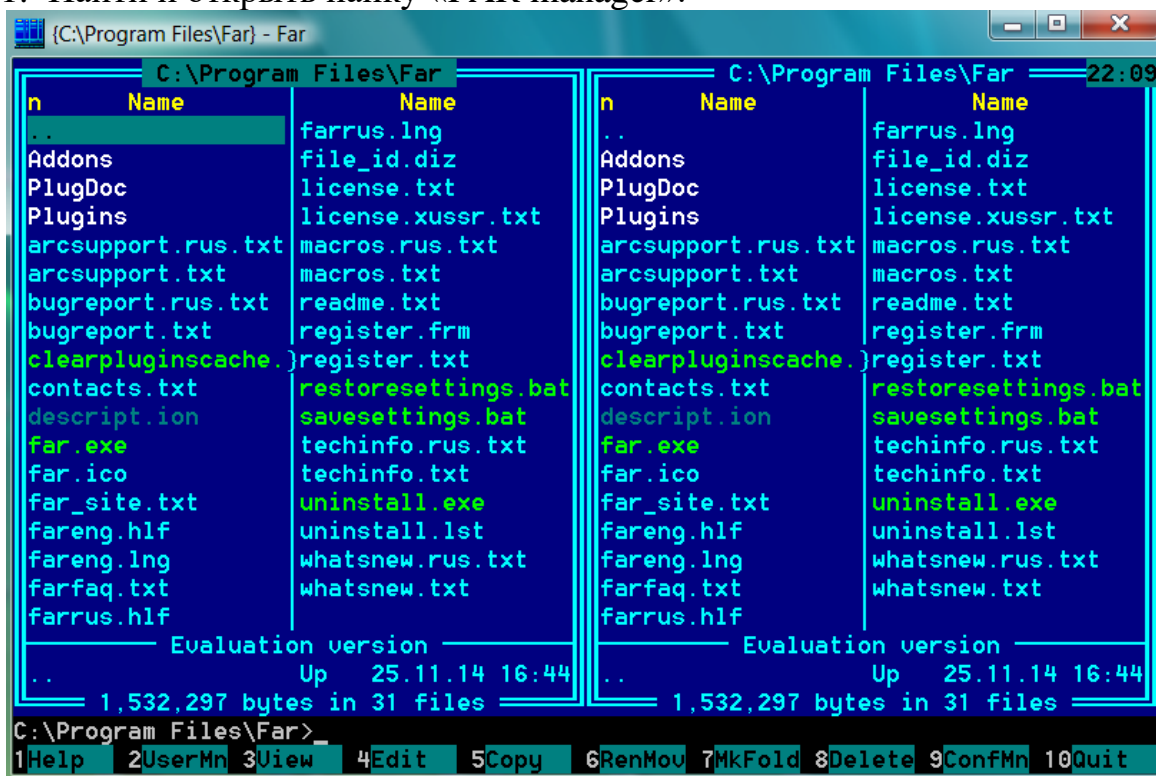 1. Найти и открыть папку «FAR manager».
{C:\Program Files\Far} - Far
C:\Program Files\Far C:\Program Files\Far 22:09
n Name Name n Name Name
.. farrus.lng .. farrus.lng
Addons file_id.diz Addons file_id.diz
PlugDoc license.txt PlugDoc license.txt
Plugins license.xussr.txt Plugins license.xussr.txt
arcsupport.rus.txt macros.rus.txt arcsupport.rus.txt macros.rus.txt
arcsupport.txt macros.txt arcsupport.txt macros.txt
bugreport.rus.txt readme.txt bugreport.rus.txt readme.txt
bugreport.txt register.frm bugreport.txt register.frm
clearpluginscache.}register.txt clearpluginscache.}register.txt
contacts.txt restoresettings.bat contacts.txt restoresettings.bat
descript.ion savesettings.bat descript.ion savesettings.bat
far.exe techinfo.rus.txt far.exe techinfo.rus.txt
far.ico techinfo.txt far.ico techinfo.txt
far_site.txt uninstall.exe far_site.txt uninstall.exe
fareng.hlf uninstall.lst fareng.hlf uninstall.lst
fareng.lng whatsnew.rus.txt fareng.lng whatsnew.rus.txt
farfaq.txt whatsnew.txt farfaq.txt whatsnew.txt
farrus.hlf farrus.hlf
Evaluation version Evaluation version
.. Up 25.11.14 16:44 .. Up 25.11.14 16:44
1,532,297 bytes in 31 files 1,532,297 bytes in 31 files
C:\Program Files\Far>_
1Help 2UserMn 3View 4Edit 5Copy 6RenMov 7MkFold 8Delete 9ConfMn 10Quit